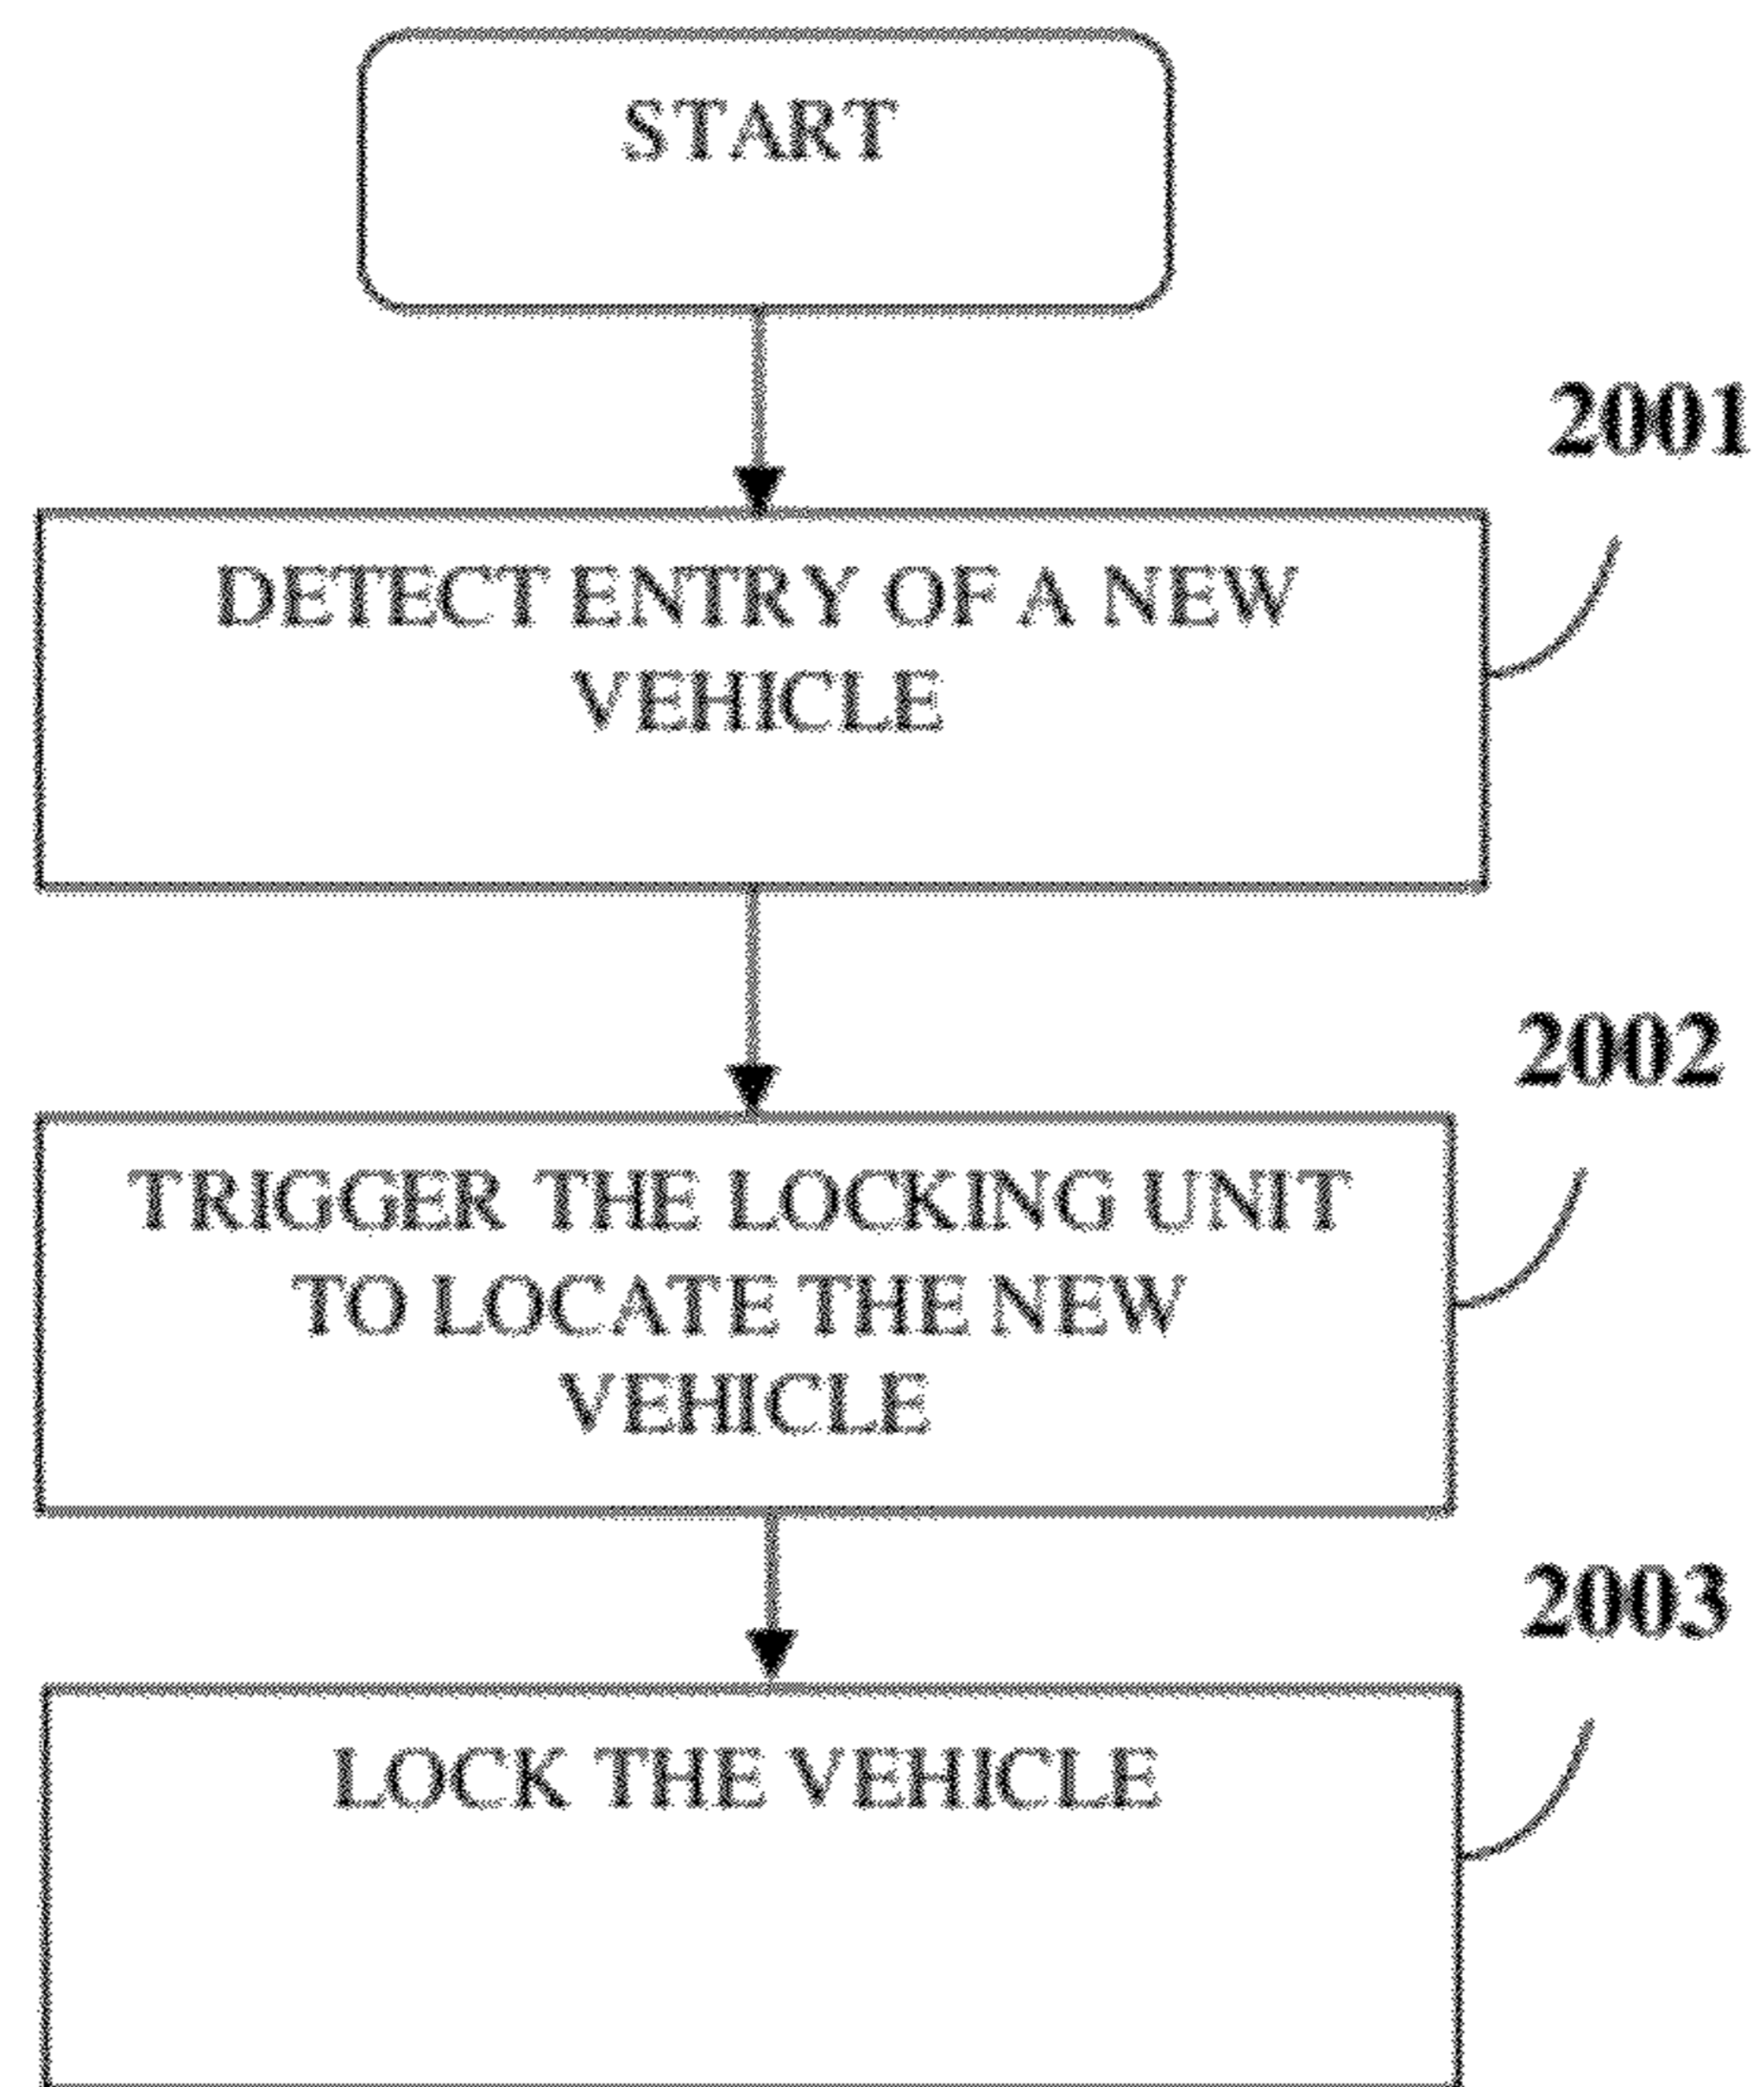 START
2001
DETECT ENTRY OF A NEW
VEHICLE
2002
TRIGGER THE LOCKING UNIT
TO LOCATE THE NEW
VEHICLE
2003
LOCK THE VEHICLE